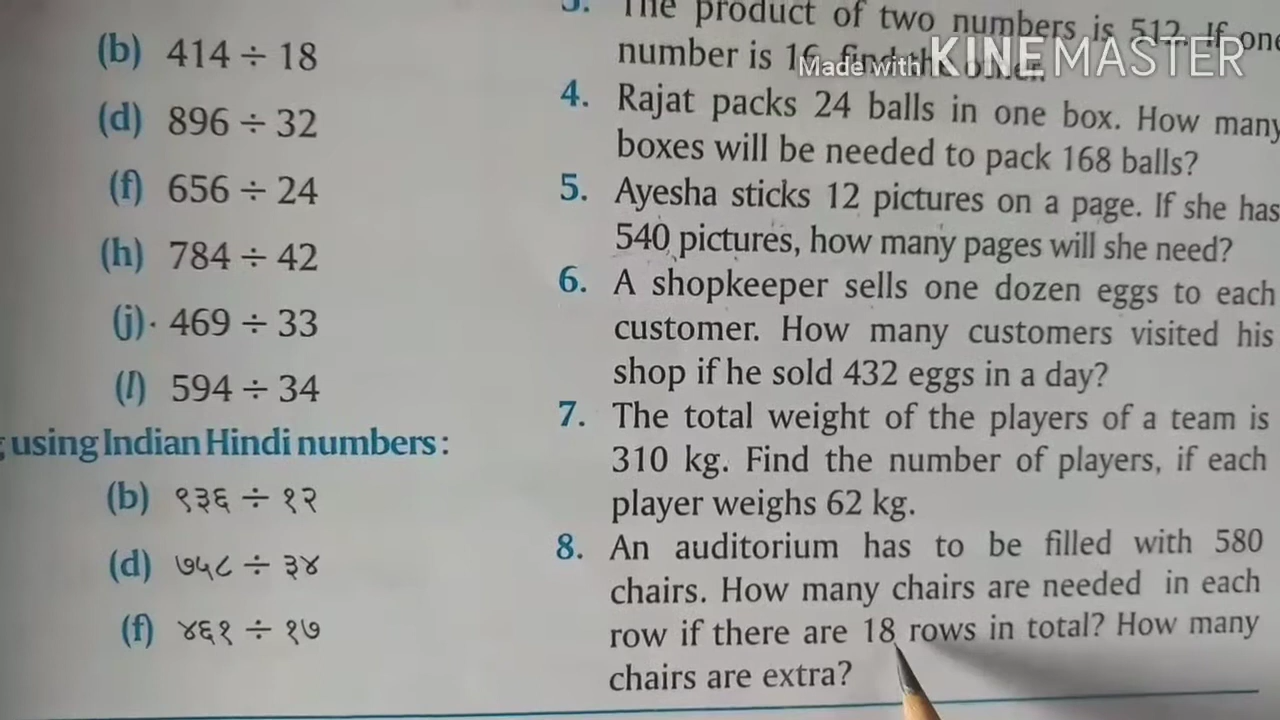 (b) 414 ÷ 18
(d) 896 ÷ 32
(f) 656 ÷ 24
(h) 784 ÷ 42
(j) 469 ÷ 33
(l) 594 ÷ 34
using Indian Hindi numbers :
(b) ९३६ ÷ १२
(d) ७५८ ÷ ३४
(f) ४६१ ÷ १७
3. The product of two numbers is 512. If one
number is 16, find the other.
Made with KINEMASTER
4. Rajat packs 24 balls in one box. How many
boxes will be needed to pack 168 balls?
5. Ayesha sticks 12 pictures on a page. If she has
540 pictures, how many pages will she need?
6. A shopkeeper sells one dozen eggs to each
customer. How many customers visited his
shop if he sold 432 eggs in a day?
7. The total weight of the players of a team is
310 kg. Find the number of players, if each
player weighs 62 kg.
8. An auditorium has to be filled with 580
chairs. How many chairs are needed in each
row if there are 18 rows in total? How many
chairs are extra?